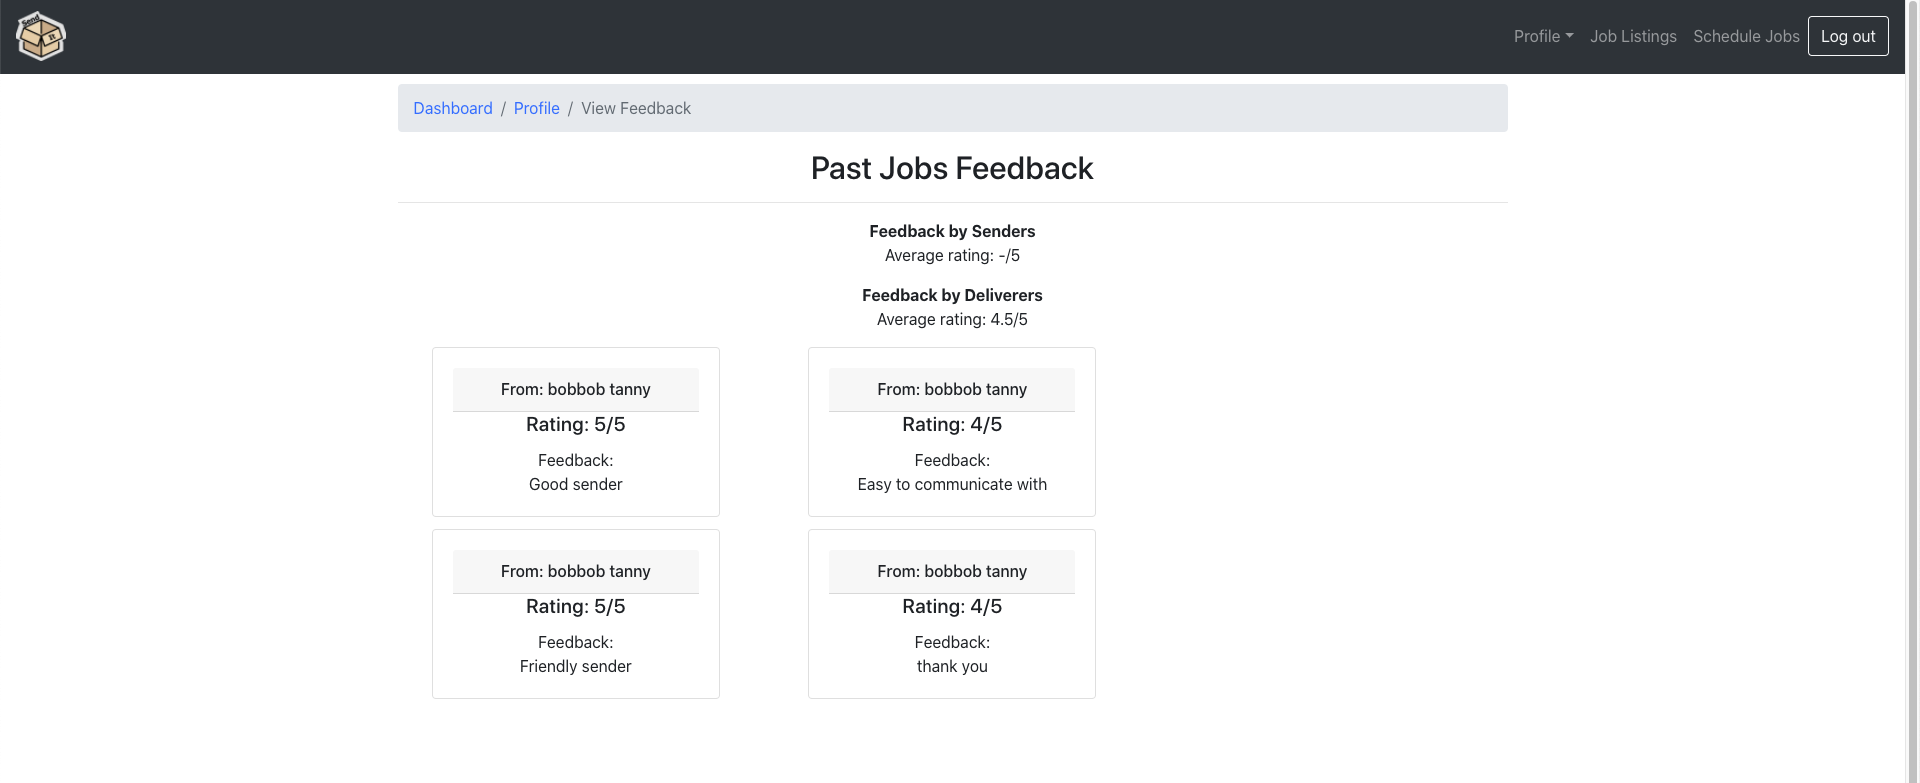 Send
It
Profile
Job Listings
Schedule Jobs
Log out
Dashboard / Profile / View Feedback
Past Jobs Feedback
Feedback by Senders
Average rating: -/5
Feedback by Deliverers
Average rating: 4.5/5
From: bobbob tanny
Rating: 5/5
Feedback:
Good sender
From: bobbob tanny
Rating: 4/5
Feedback:
Easy to communicate with
From: bobbob tanny
Rating: 5/5
Feedback:
Friendly sender
From: bobbob tanny
Rating: 4/5
Feedback:
thank you